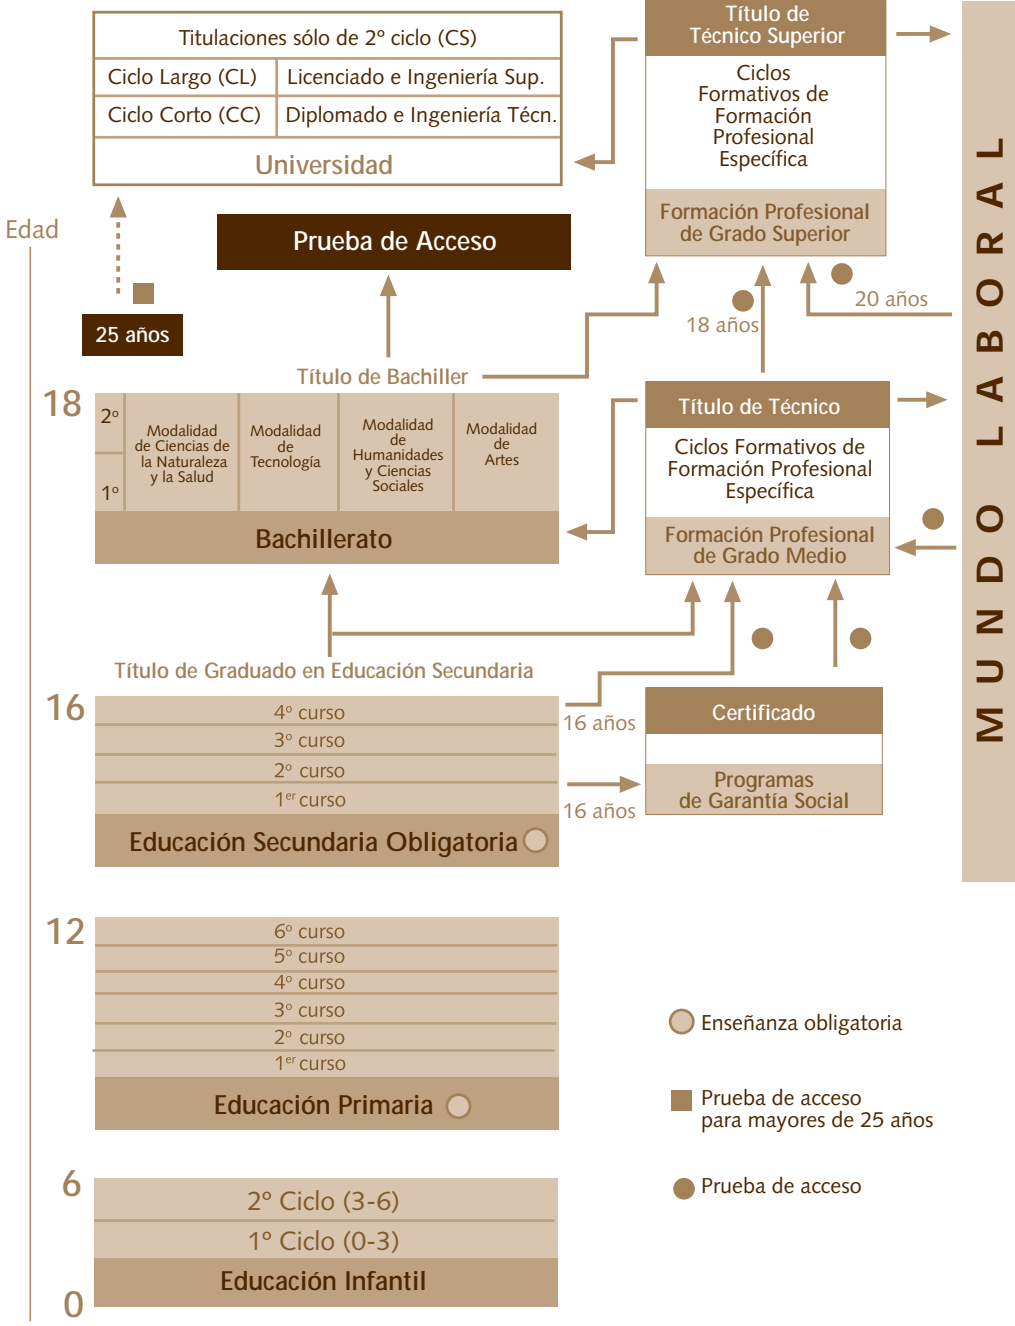 Titulaciones sólo de 2º ciclo (CS)
Ciclo Largo (CL)
Licenciado e Ingeniería Sup.
Ciclo Corto (CC)
Diplomado e Ingeniería Técn.
Universidad
Título de
Técnico Superior
Ciclos
Formativos de
Formación
Profesional
Específica
Formación Profesional
de Grado Superior
MUNDO LABORAL
Edad
Prueba de Acceso
25 años
18 años
20 años
Título de Bachiller
18
2º
1º
Modalidad
de Ciencias de
la Naturaleza
y la Salud
Modalidad
de
Tecnología
Modalidad
de
Humanidades
y Ciencias
Sociales
Modalidad
de
Artes
Bachillerato
Título de Técnico
Ciclos Formativos de
Formación Profesional
Específica
Formación Profesional
de Grado Medio
Título de Graduado en Educación Secundaria
16
4º curso
3º curso
2º curso
1er curso
Educación Secundaria Obligatoria
16 años
16 años
Certificado
Programas
de Garantía Social
12
6º curso
5º curso
4º curso
3º curso
2º curso
1er curso
Educación Primaria
6
2º Ciclo (3-6)
1º Ciclo (0-3)
Educación Infantil
0
Enseñanza obligatoria
Prueba de acceso
para mayores de 25 años
Prueba de acceso